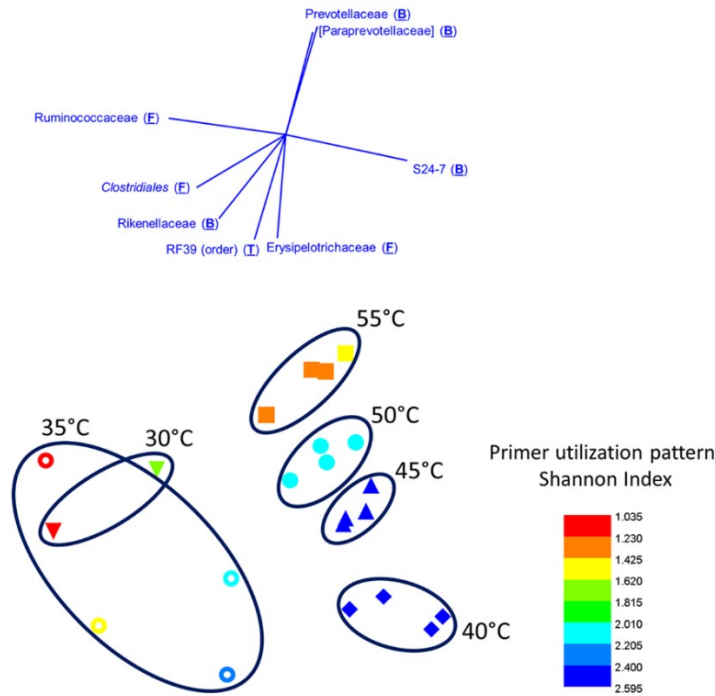 Prevotellaceae (B)
[Paraprevotellaceae] (B)
Ruminococcaceae (F)
S24-7 (B)
Clostridiales (F)
Rikenellaceae (B)
RF39 (order) (T)
Erysipelotrichaceae (F)
55°C
50°C
35°C
30°C
45°C
40°C
Primer utilization pattern
Shannon Index
1.035
1.230
1.425
1.620
1.815
2.010
2.205
2.400
2.595